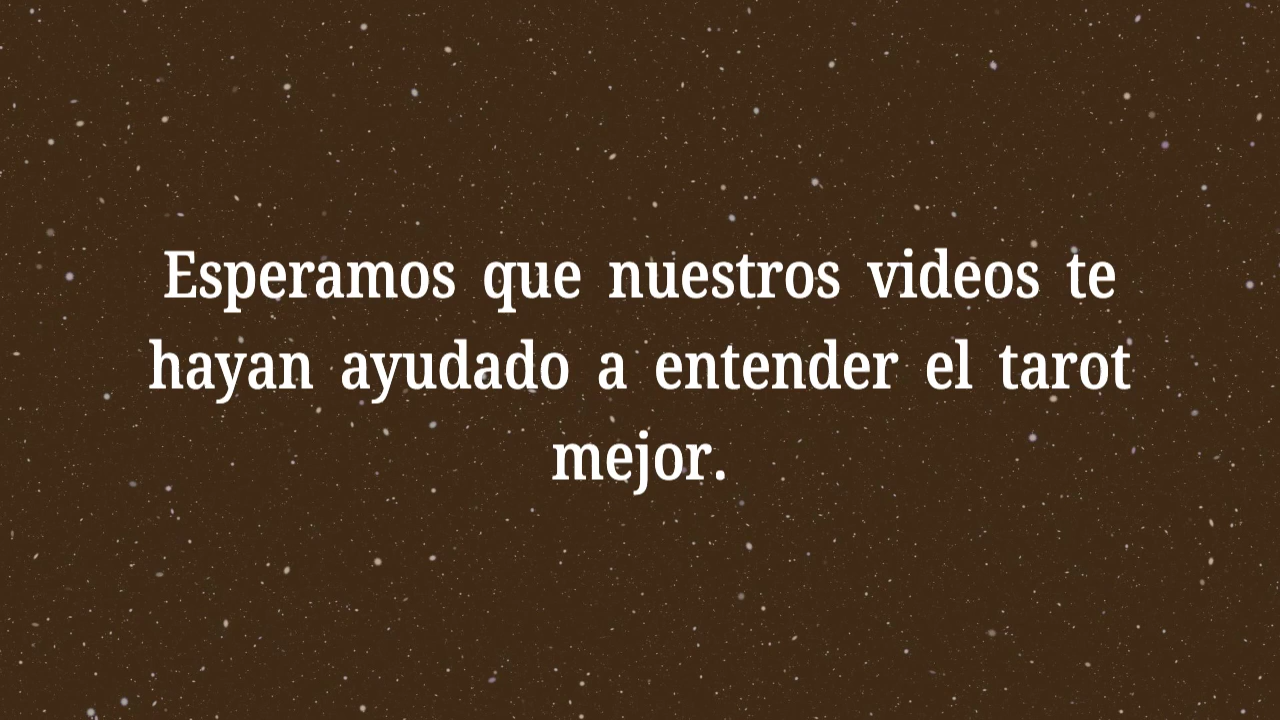 Esperamos que nuestros videos te
hayan ayudado a entender el tarot
mejor.